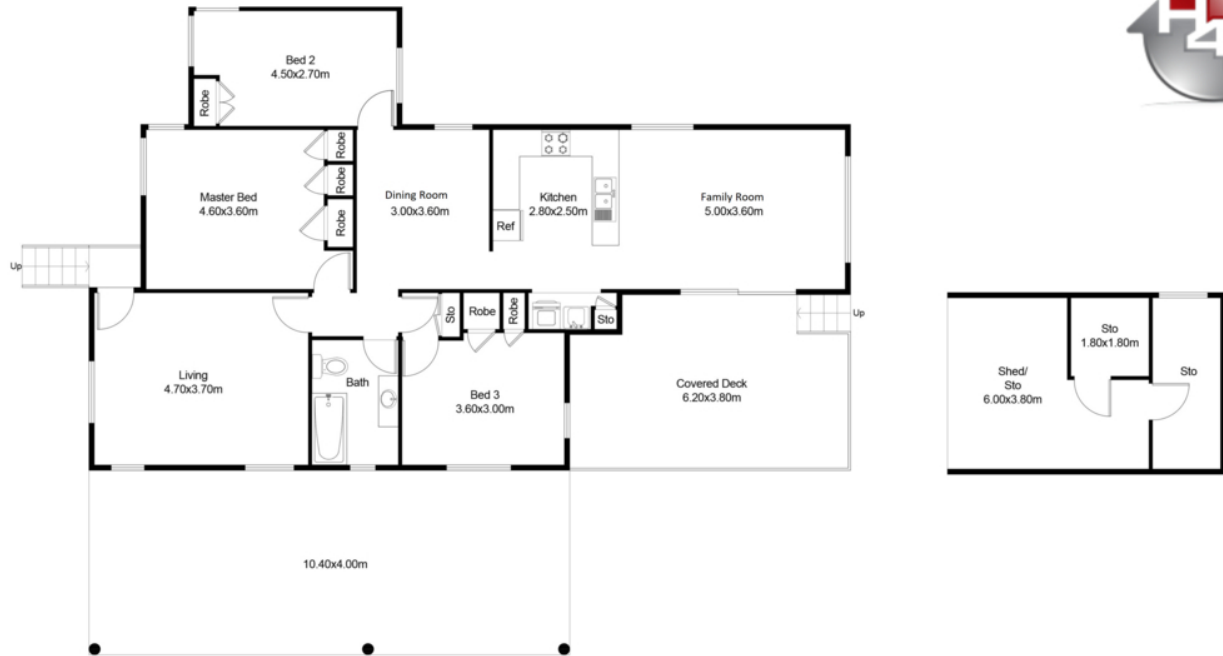 H
4
Bed 2
4.50x2.70m
Robe
Robe
Robe
Robe
Master Bed
4.60x3.60m
Dining Room
3.00x3.60m
Kitchen
2.80x2.50m
Ref
Family Room
5.00x3.60m
Up
Up
Sto
Robe
Robe
Sto
Living
4.70x3.70m
Bath
Bed 3
3.60x3.00m
Covered Deck
6.20x3.80m
Sto
1.80x1.80m
Shed/
Sto
6.00x3.80m
Sto
10.40x4.00m